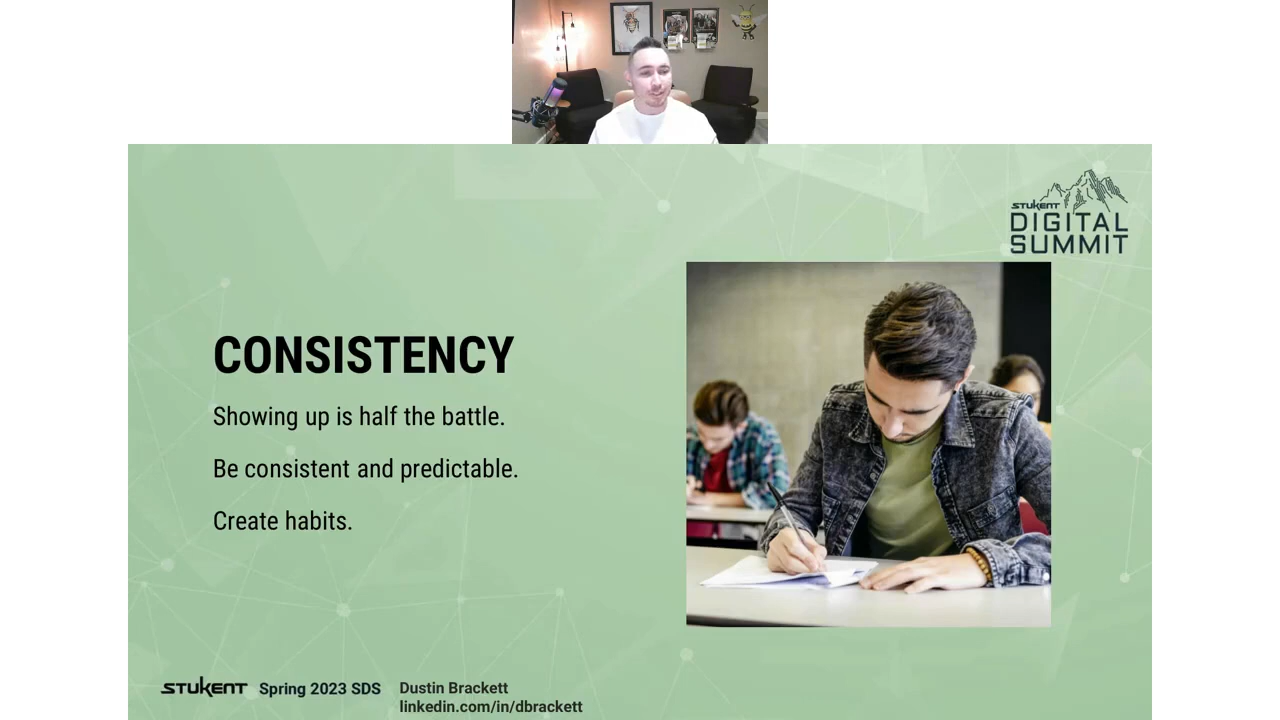 STUKENT
DIGITAL
SUMMIT
CONSISTENCY
Showing up is half the battle.
Be consistent and predictable.
Create habits.
STUKENT Spring 2023 SDS
Dustin Brackett
linkedin.com/in/dbrackett